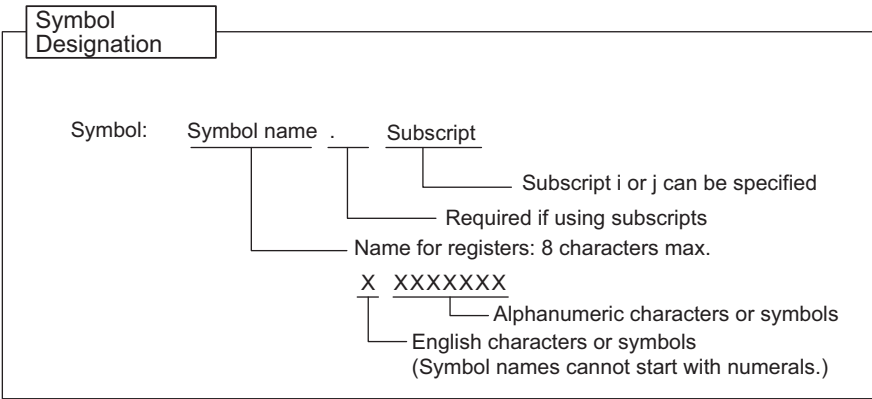 Symbol
Designation
Symbol: Symbol name . Subscript
Subscript i or j can be specified
Required if using subscripts
Name for registers: 8 characters max.
X XXXXXXX
Alphanumeric characters or symbols
English characters or symbols
(Symbol names cannot start with numerals.)